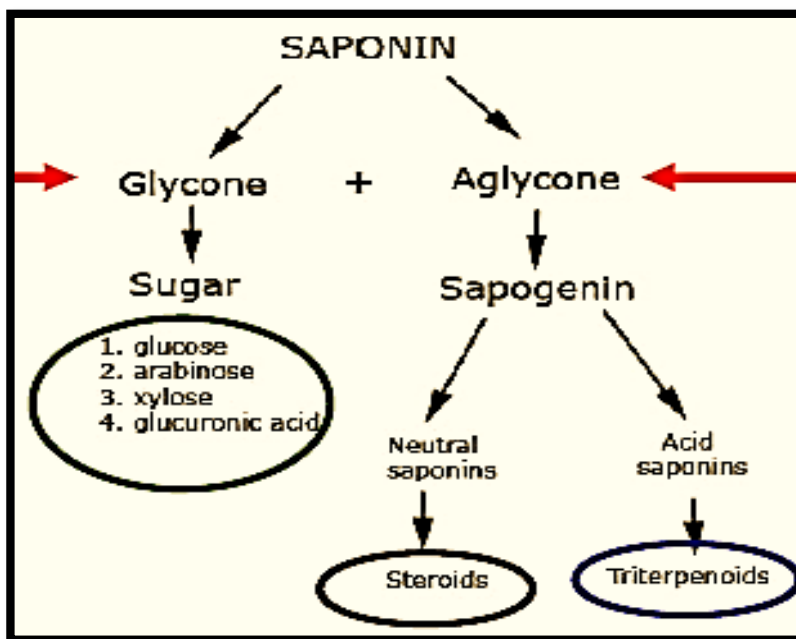 SAPONIN
Glycone + Aglycone
Sugar
Sapogenin
1. glucose
2. arabinose
3. xylose
4. glucuronic acid
Neutral
saponins
Acid
saponins
Steroids
Triterpenoids